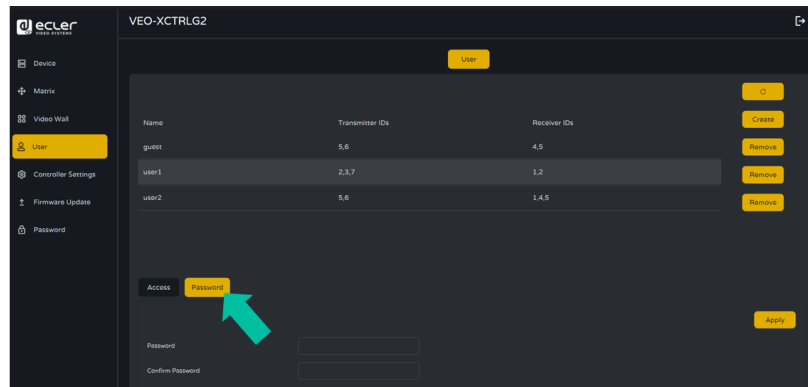 ecler
VIDEO SYSTEMS
VEO-XCTRLG2
Device
Matrix
Video Wall
User
Controller Settings
Firmware Update
Password
User
Name Transmitter IDs Receiver IDs Create
guest 5,6 4,5 Remove
user1 2,3,7 1,2 Remove
user2 5,6 1,4,5 Remove
Access Password
Apply
Password
Confirm Password